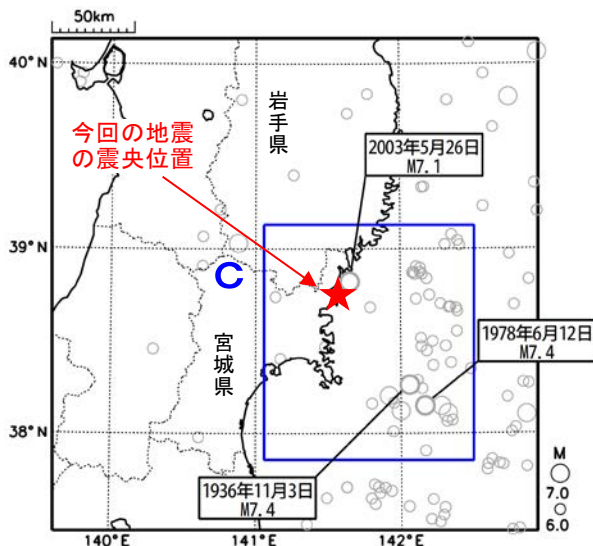 50km
40°N
岩手県
今回の地震
の震央位置
2003年5月26日
M7.1
39°N
C
宮城県
1978年6月12日
M7.4
38°N
1936年11月3日
M7.4
M
7.0
6.0
140°E
141°E
142°E